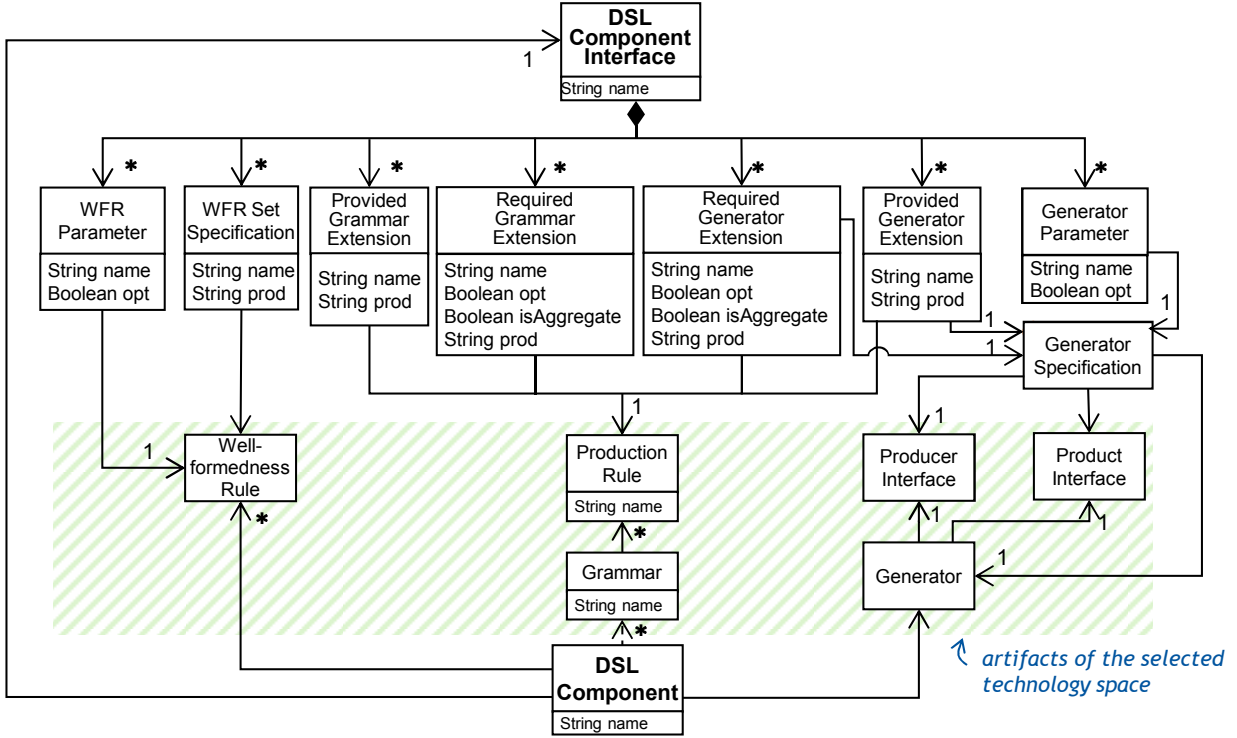 DSL
Component
Interface
String name
1
* * * * * * *
WFR
Parameter
String name
Boolean opt
WFR Set
Specification
String name
String prod
Provided
Grammar
Extension
String name
String prod
Required
Grammar
Extension
String name
Boolean opt
Boolean isAggregate
String prod
Required
Generator
Extension
String name
Boolean opt
Boolean isAggregate
String prod
Provided
Generator
Extension
String name
String prod
Generator
Parameter
String name
Boolean opt
1
1
1
Generator
Specification
1
1
1
Well-
formedness
Rule
*
Production
Rule
String name
*
Producer
Interface
1
Product
Interface
1
Grammar
String name
*
Generator
1
DSL
Component
String name
artifacts of the selected
technology space